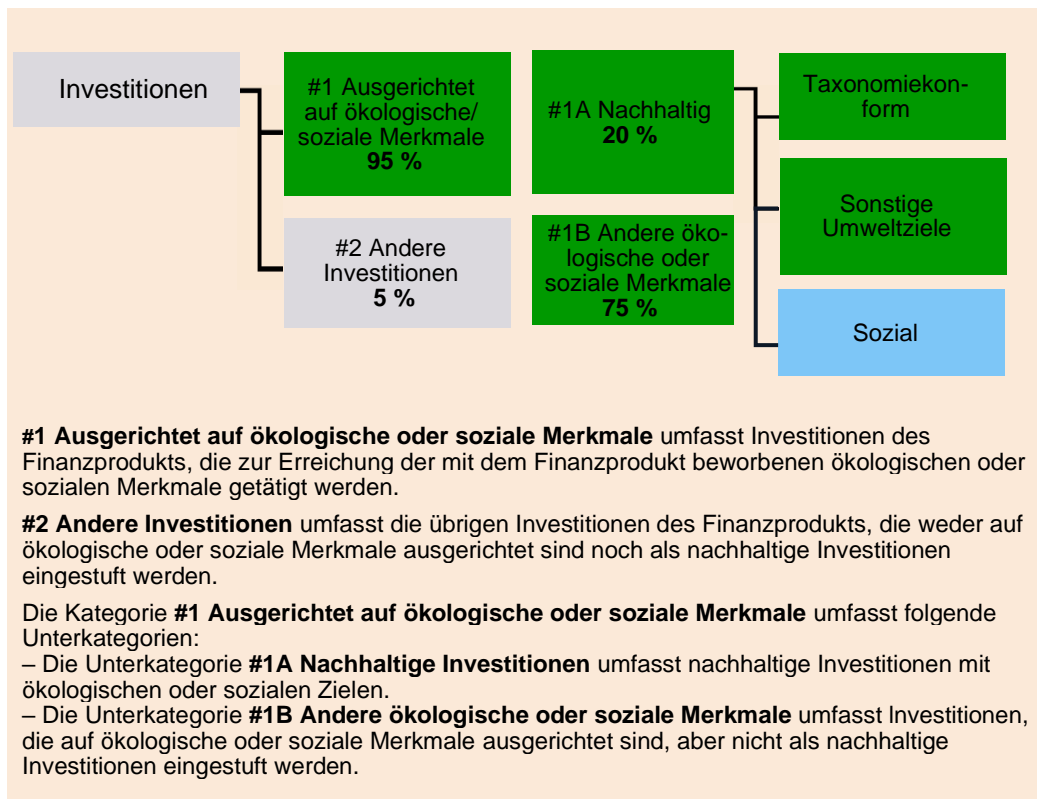 Investitionen
#1 Ausgerichtet
auf ökologische/
soziale Merkmale
95 %
#2 Andere
Investitionen
5 %
#1A Nachhaltig
20 %
#1B Andere öko-
logische oder
soziale Merkmale
75 %
Taxonomiekon-
form
Sonstige
Umweltziele
Sozial
#1 Ausgerichtet auf ökologische oder soziale Merkmale umfasst Investitionen des
Finanzprodukts, die zur Erreichung der mit dem Finanzprodukt beworbenen ökologischen oder
sozialen Merkmale getätigt werden.
#2 Andere Investitionen umfasst die übrigen Investitionen des Finanzprodukts, die weder auf
ökologische oder soziale Merkmale ausgerichtet sind noch als nachhaltige Investitionen
eingestuft werden.
Die Kategorie #1 Ausgerichtet auf ökologische oder soziale Merkmale umfasst folgende
Unterkategorien:
– Die Unterkategorie #1A Nachhaltige Investitionen umfasst nachhaltige Investitionen mit
ökologischen oder sozialen Zielen.
– Die Unterkategorie #1B Andere ökologische oder soziale Merkmale umfasst Investitionen,
die auf ökologische oder soziale Merkmale ausgerichtet sind, aber nicht als nachhaltige
Investitionen eingestuft werden.